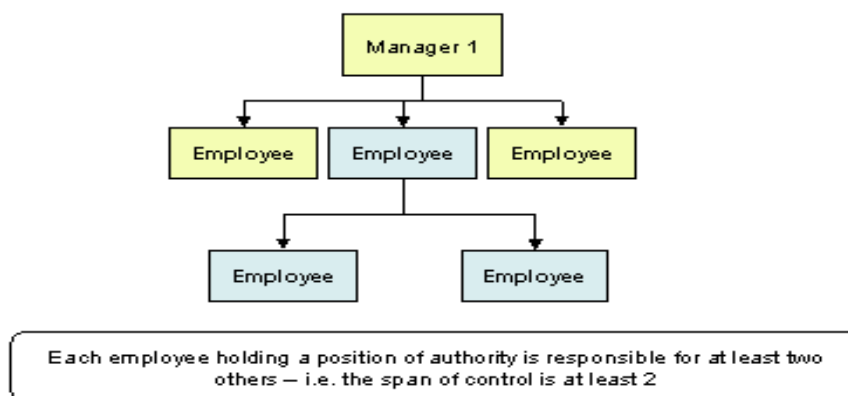 Manager 1
Employee Employee Employee
Employee Employee
Each employee holding a position of authority is responsible for at least two
others – i.e. the span of control is at least 2